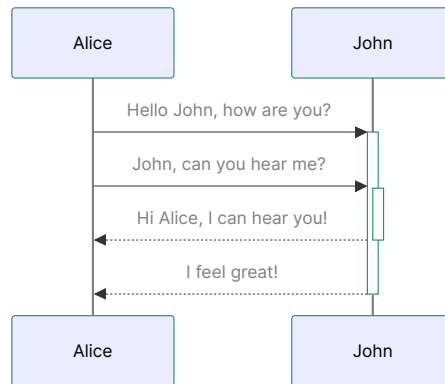 Alice
John
Hello John, how are you?
John, can you hear me?
Hi Alice, I can hear you!
I feel great!
Alice
John